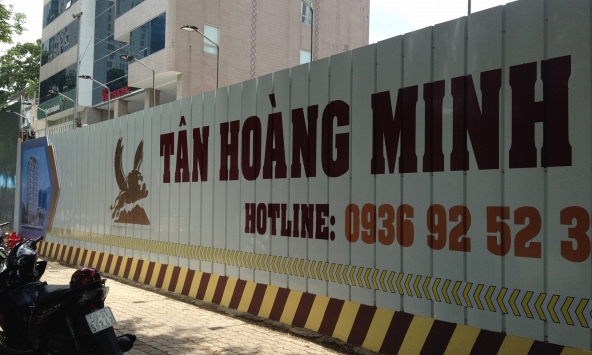 TÂN HOÀNG MINH
HOTLINE: 0936 92 52 3